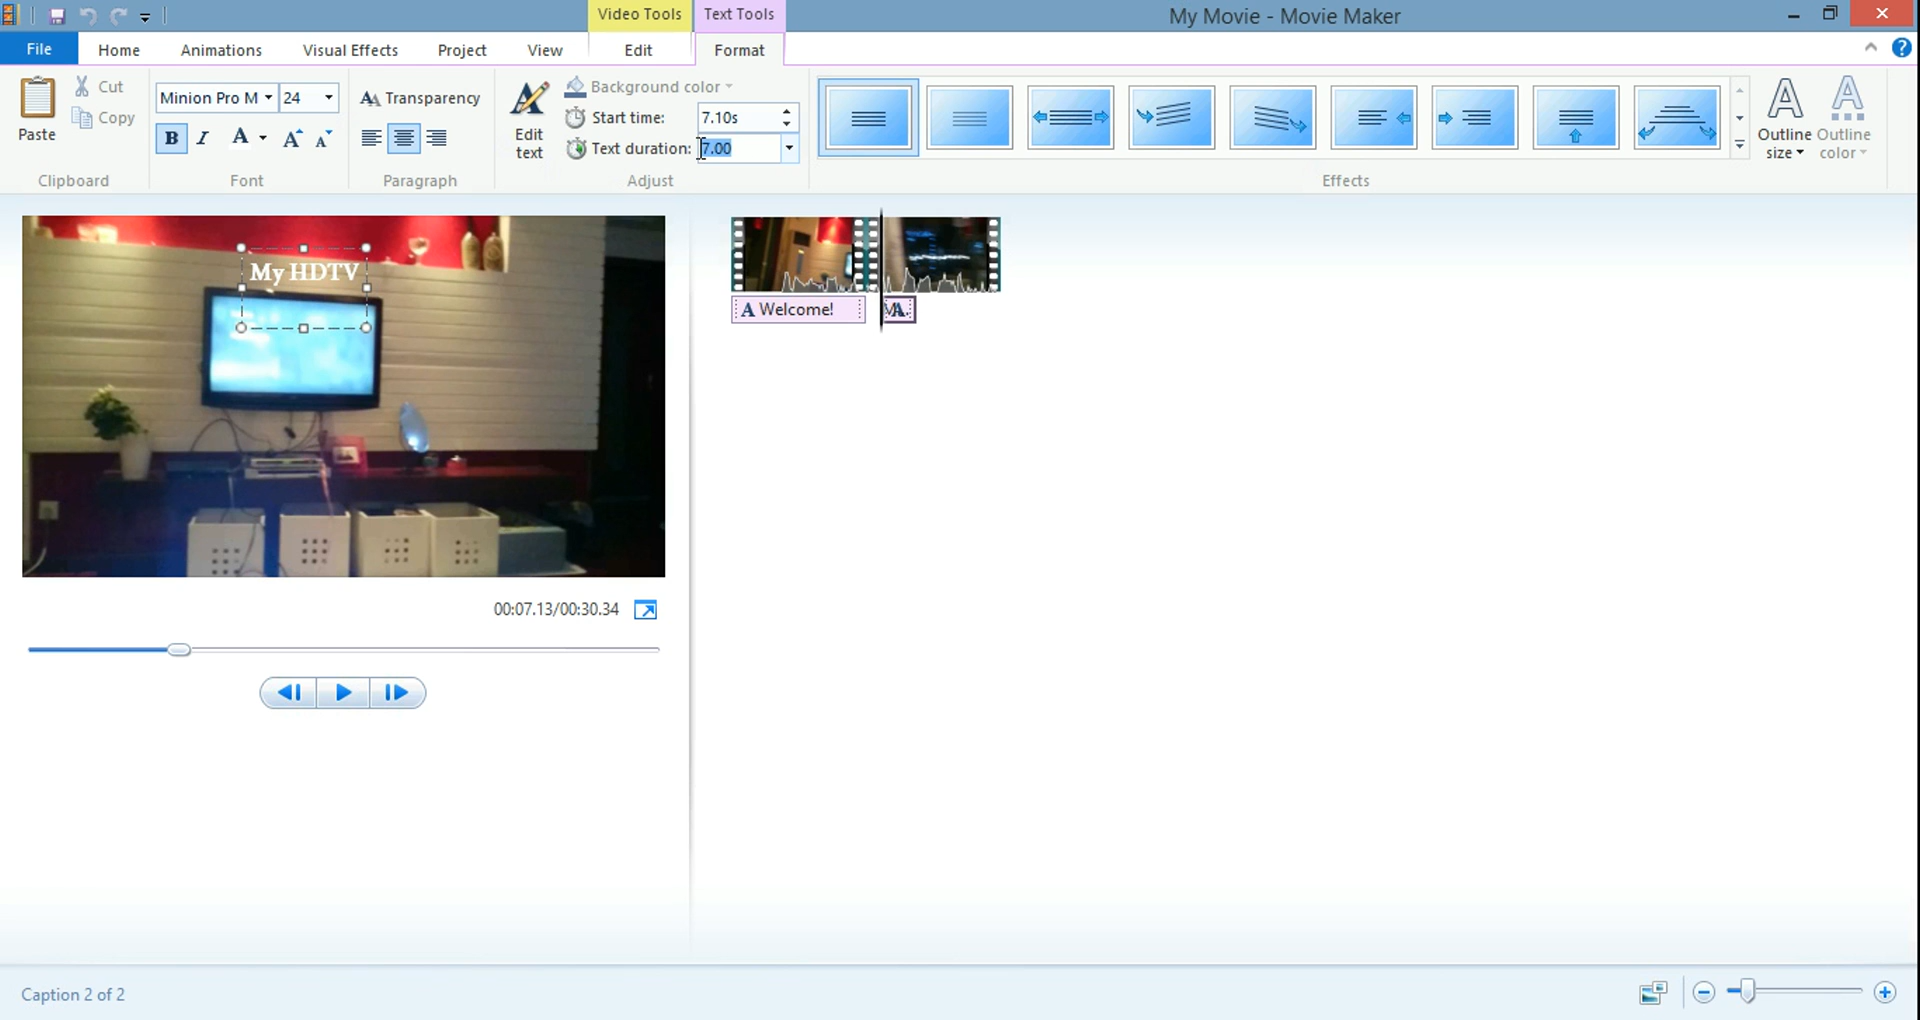 Video Tools
Text Tools
My Movie - Movie Maker
File
Home
Animations
Visual Effects
Project
View
Edit
Format
Paste
Cut
Copy
Clipboard
Minion Pro M
24
B
I
A
A
A
Font
Transparency
Paragraph
Edit
text
Background color
Start time:
7.10s
Text duration:
7.00
Adjust
Effects
Outline
size
Outline
color
My HDTV
00:07.13/00:30.34
A Welcome!
Caption 2 of 2